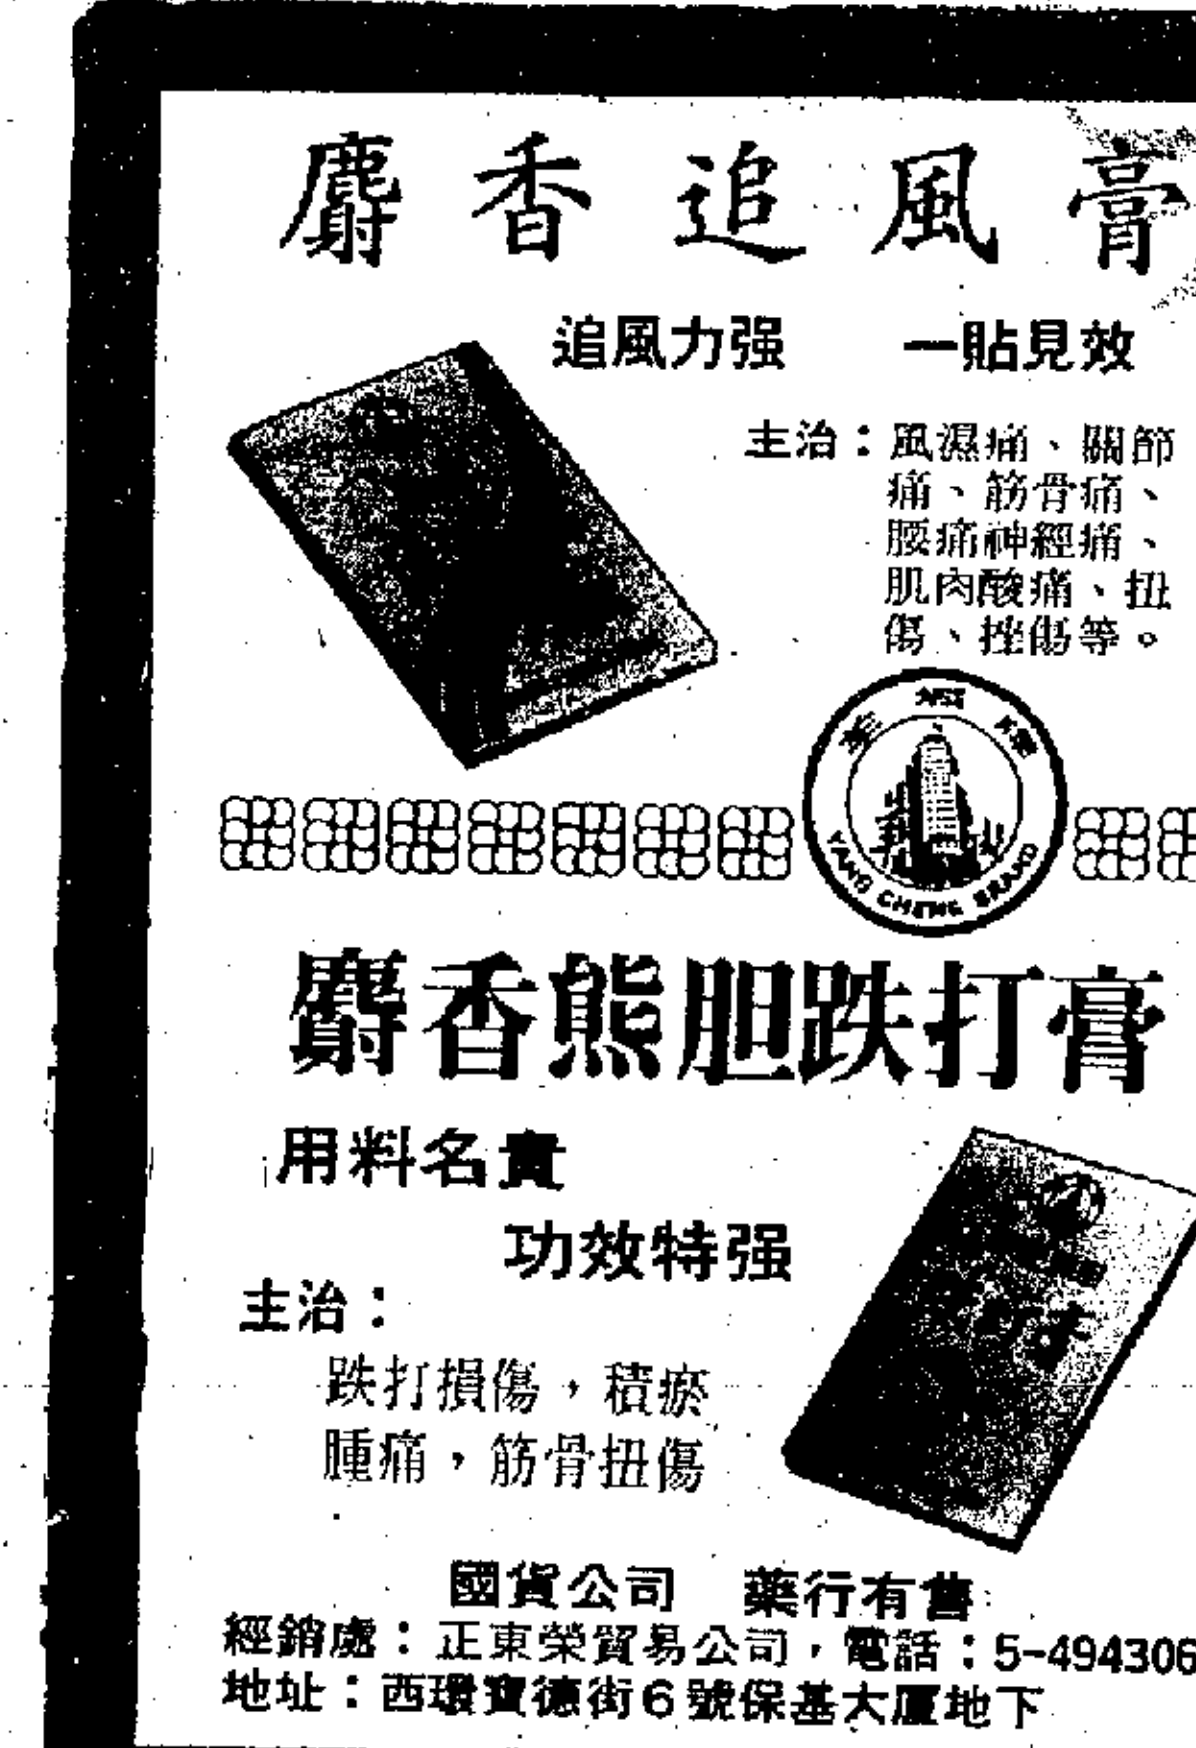 麝香追風膏
追風力强 一貼見效
主治：風濕痛、關節
痛、筋骨痛、
腰痛神經痛、
肌肉酸痛、扭
傷、挫傷等。
羊城牌
YANG CHENG BRAND
麝香熊胆跌打膏
用料名貴
功效特强
主治：
跌打損傷，積瘀
腫痛，筋骨扭傷
國貨公司 藥行有售
經銷處：正東榮貿易公司，電話：5-494306
地址：西環寶德街6號保基大廈地下